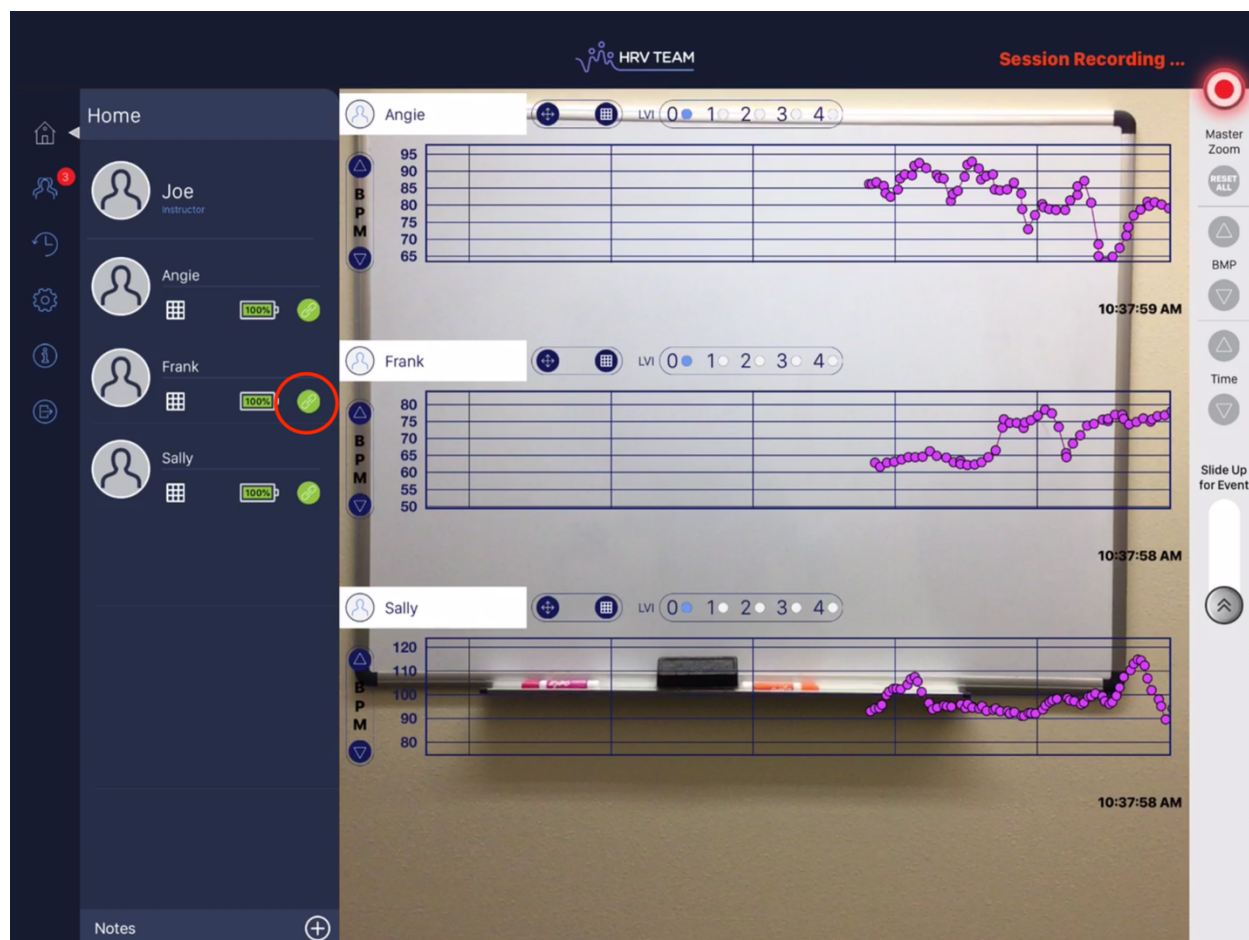 HRV TEAM
Session Recording ...
Home
3
Joe
Instructor
Angie
100%
Frank
100%
Sally
100%
Notes
Angie
LVI 0 1 2 3 4
95
90
85
80
75
70
65
BPM
10:37:59 AM
Frank
LVI 0 1 2 3 4
80
75
70
65
60
55
50
BPM
10:37:58 AM
Sally
LVI 0 1 2 3 4
120
110
100
90
80
BPM
10:37:58 AM
Master
Zoom
RESET
ALL
BMP
Time
Slide Up
for Event